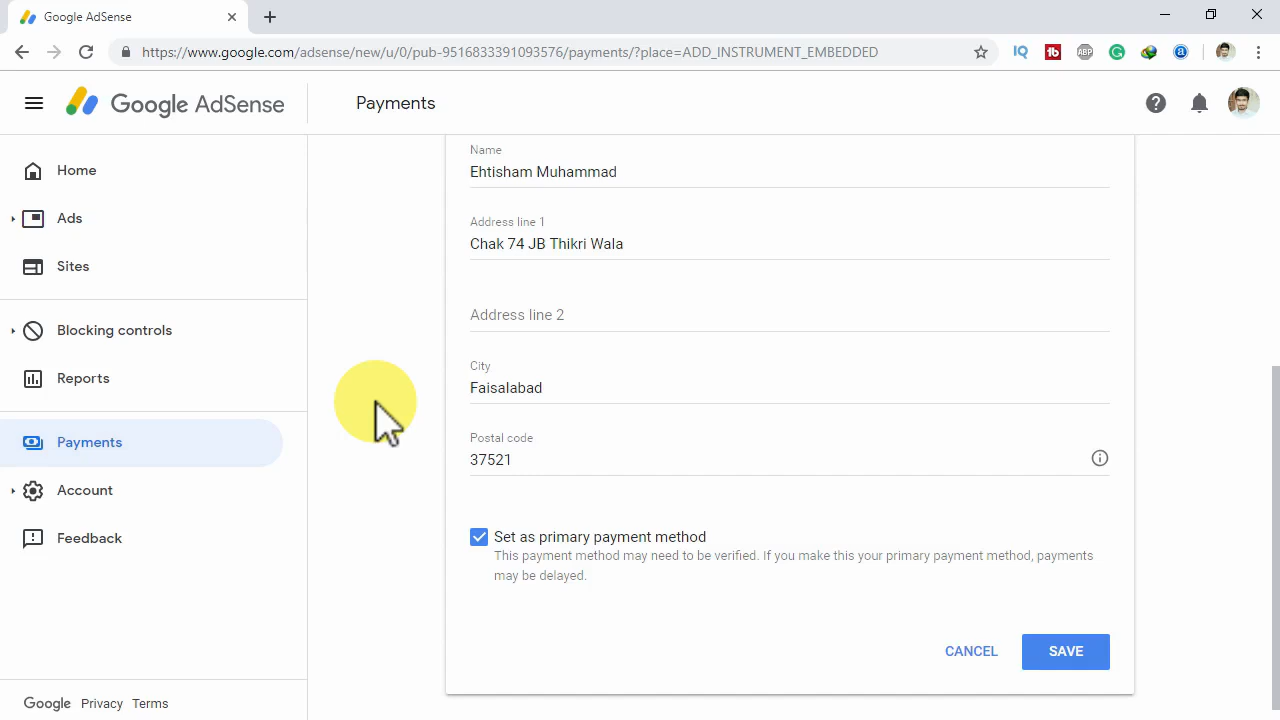 Google AdSense
https://www.google.com/adsense/new/u/0/pub-9516833391093576/payments/?place=ADD_INSTRUMENT_EMBEDDED
IQ
tb
ABP
G
a
Google AdSense
Payments
Home
Ads
Sites
Blocking controls
Reports
Payments
Account
Feedback
Google Privacy Terms
Name
Ehtisham Muhammad
Address line 1
Chak 74 JB Thikri Wala
Address line 2
City
Faisalabad
Postal code
37521
Set as primary payment method
This payment method may need to be verified. If you make this your primary payment method, payments
may be delayed.
CANCEL
SAVE